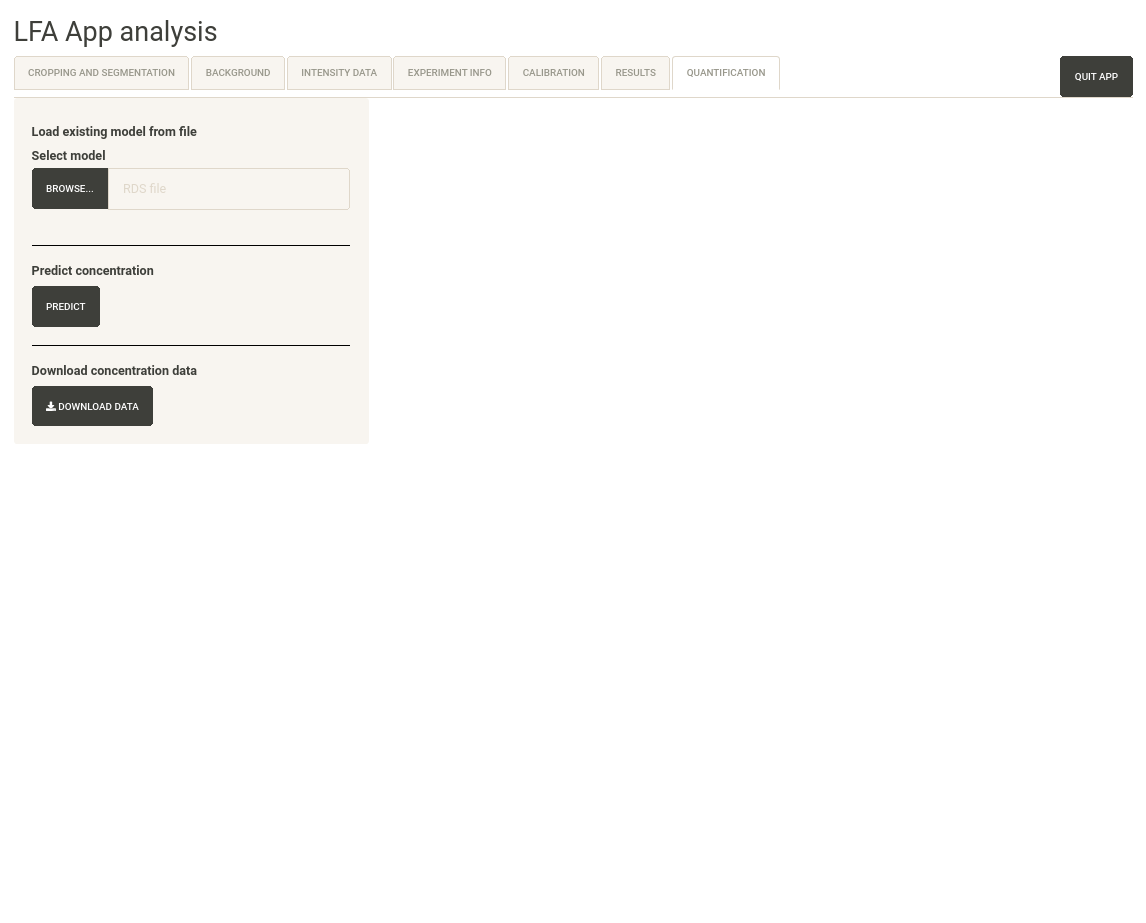 LFA App analysis
CROPPING AND SEGMENTATION BACKGROUND INTENSITY DATA EXPERIMENT INFO CALIBRATION RESULTS QUANTIFICATION QUIT APP
Load existing model from file
Select model
BROWSE... RDS file
Predict concentration
PREDICT
Download concentration data
DOWNLOAD DATA